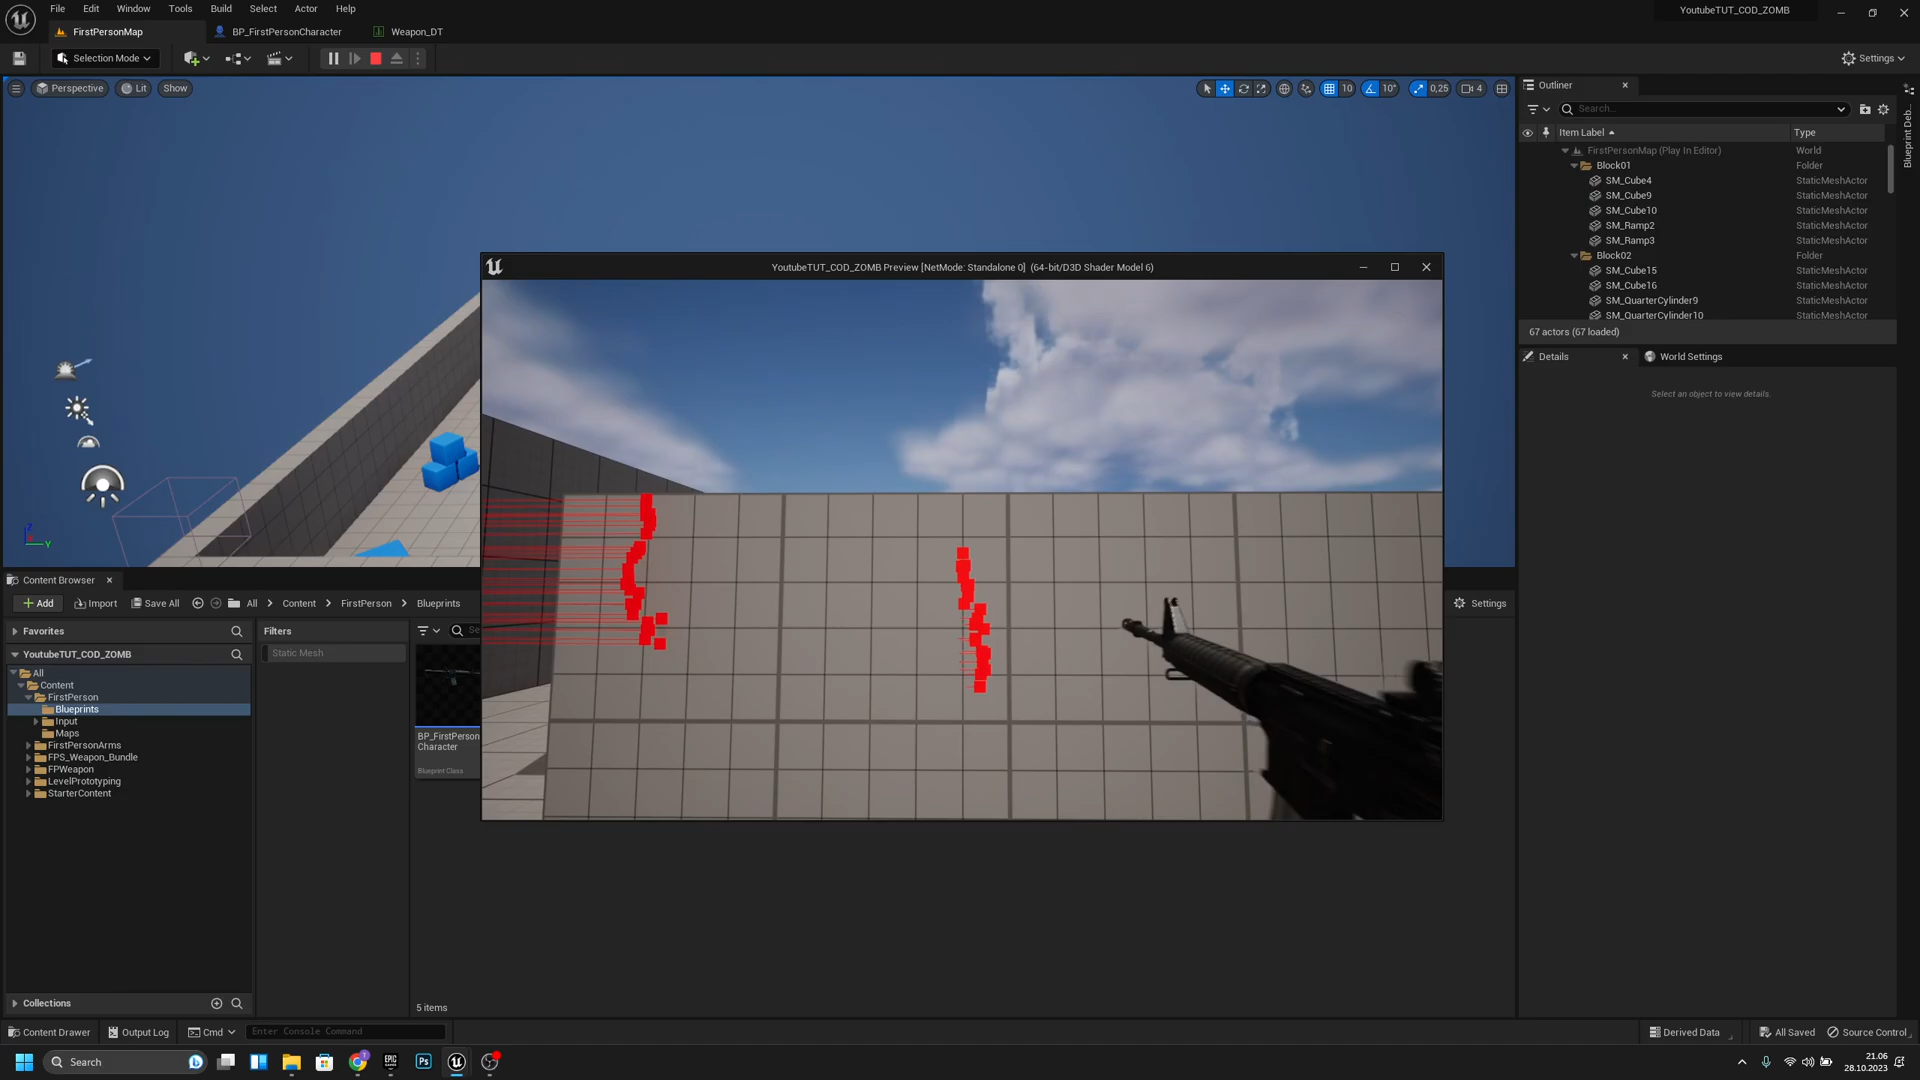 File Edit Window Tools Build Select Actor Help
YoutubeTUT_COD_ZOMB
FirstPersonMap
BP_FirstPersonCharacter
Weapon_DT
Selection Mode
Settings
Perspective
Lit
Show
10
10°
0,25
4
Outliner
Search...
Item Label
Type
FirstPersonMap (Play In Editor) World
Block01 Folder
SM_Cube4 StaticMeshActor
SM_Cube9 StaticMeshActor
SM_Cube10 StaticMeshActor
SM_Ramp2 StaticMeshActor
SM_Ramp3 StaticMeshActor
Block02 Folder
SM_Cube15 StaticMeshActor
SM_Cube16 StaticMeshActor
SM_QuarterCylinder9 StaticMeshActor
SM_QuarterCylinder10 StaticMeshActor
67 actors (67 loaded)
Blueprint Deb..
Details
World Settings
Select an object to view details.
YoutubeTUT_COD_ZOMB Preview [NetMode: Standalone 0] (64-bit/D3D Shader Model 6)
Z
Y
Content Browser
Add
Import
Save All
All
Content
FirstPerson
Blueprints
Settings
Favorites
Filters
Se
YoutubeTUT_COD_ZOMB
Static Mesh
All
Content
FirstPerson
Blueprints
Input
Maps
FirstPersonArms
FPS_Weapon_Bundle
FPWeapon
LevelPrototyping
StarterContent
BP_FirstPerson
Character
Blueprint Class
Collections
5 items
Content Drawer
Output Log
Cmd
Enter Console Command
Derived Data
All Saved
Source Control
Search
EPIC
Ps
21.06
28.10.2023